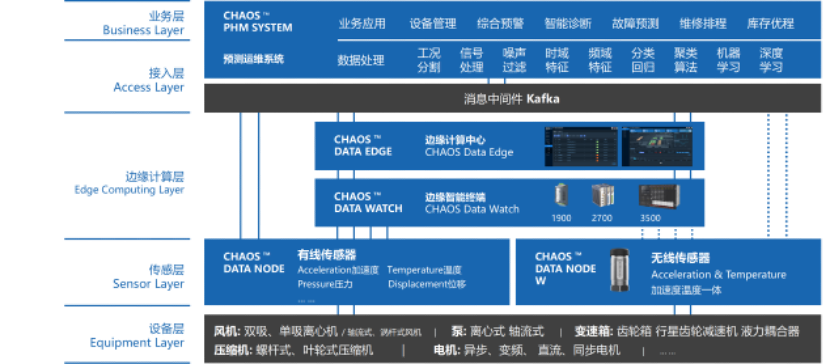 业务层
Business Layer
CHAOS™
PHM SYSTEM
业务应用 设备管理 综合预警 智能诊断 故障预测 维修排程 库存优程
预测运维系统
数据处理
工况分割 信号处理 噪声过滤 时域特征 频域特征 分类回归 聚类算法 机器学习 深度学习
接入层
Access Layer
消息中间件 Kafka
边缘计算层
Edge Computing Layer
CHAOS™
DATA EDGE
边缘计算中心
CHAOS Data Edge
CHAOS™
DATA WATCH
边缘智能终端
CHAOS Data Watch
1900 2700 3500
传感层
Sensor Layer
CHAOS™
DATA NODE
有线传感器
Acceleration加速度 Temperature温度
Pressure压力 Displacement位移
... ...
CHAOS™
DATA NODE
W
无线传感器
Acceleration & Temperature
加速度温度一体
设备层
Equipment Layer
风机: 双吸、单吸离心机 / 轴流式、涡杆式风机 | 泵: 离心式 轴流式 | 变速箱: 齿轮箱 行星齿轮减速机 液力耦合器
压缩机: 螺杆式、叶轮式压缩机 | 电机: 异步、变频、直流、同步电机 | ... ...